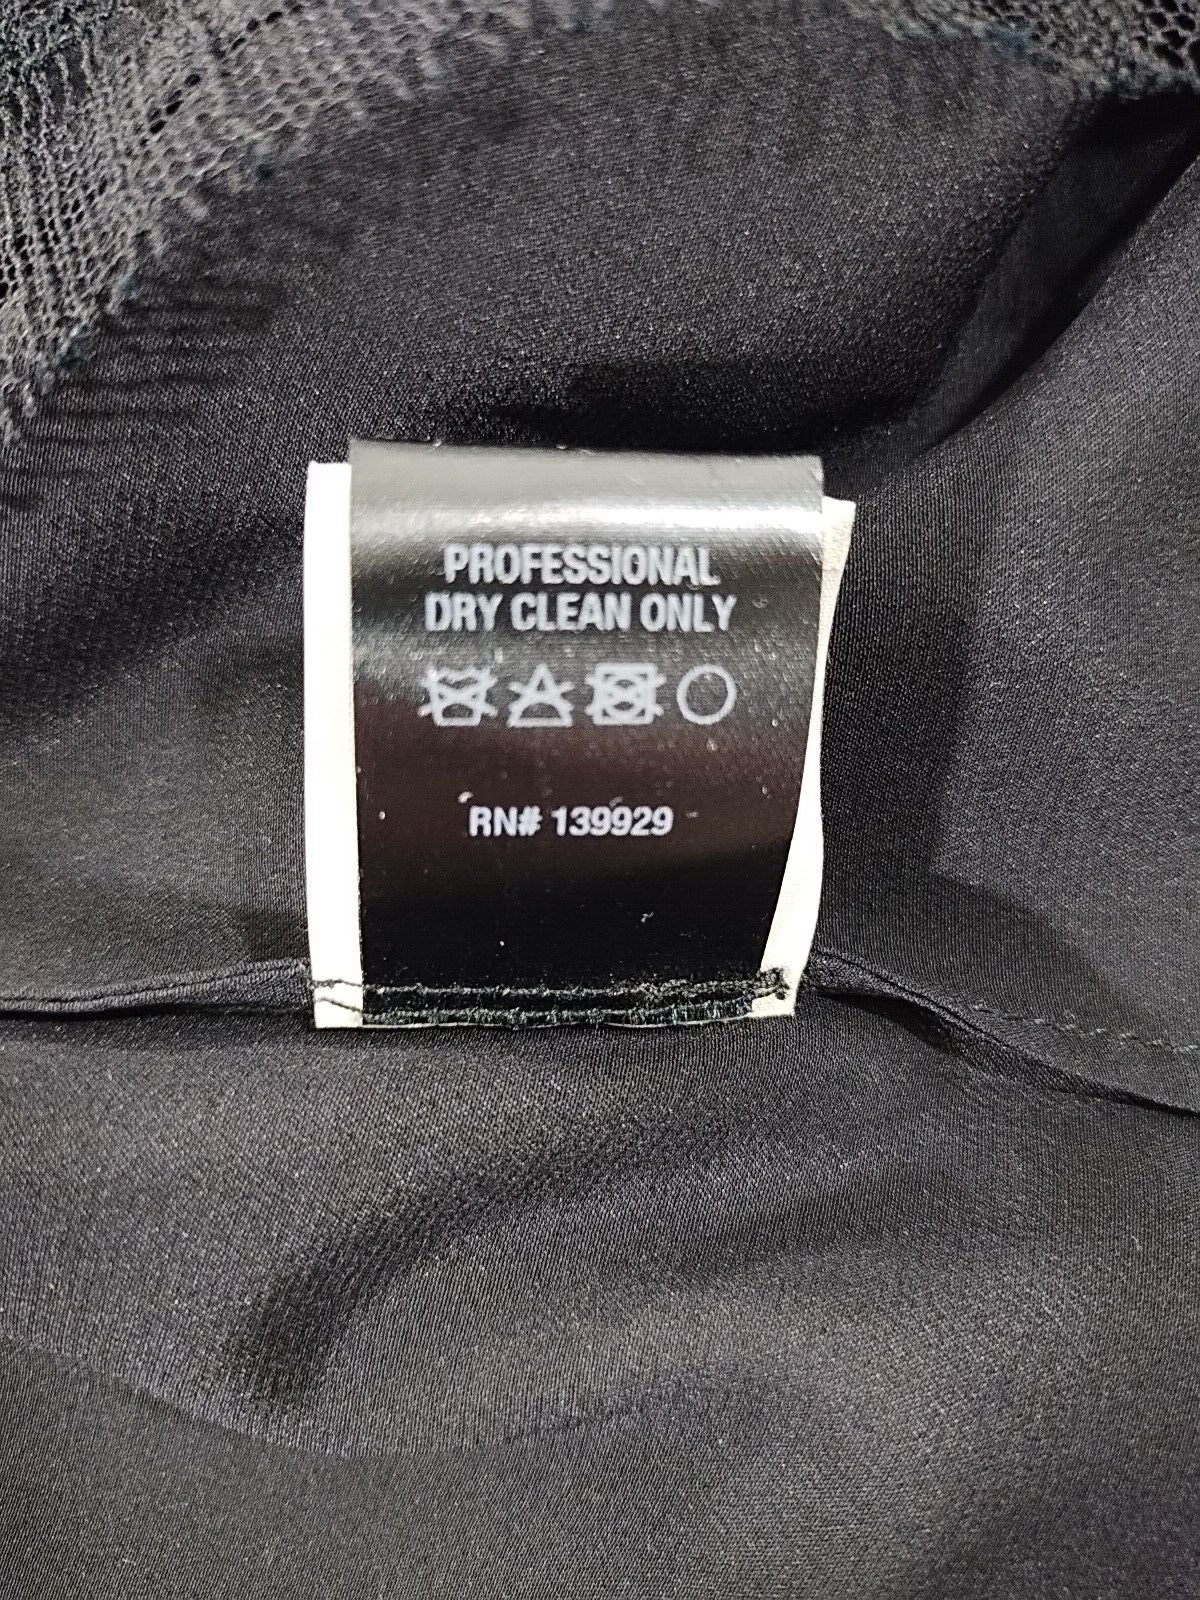 PROFESSIONAL
DRY CLEAN ONLY
RN# 139929